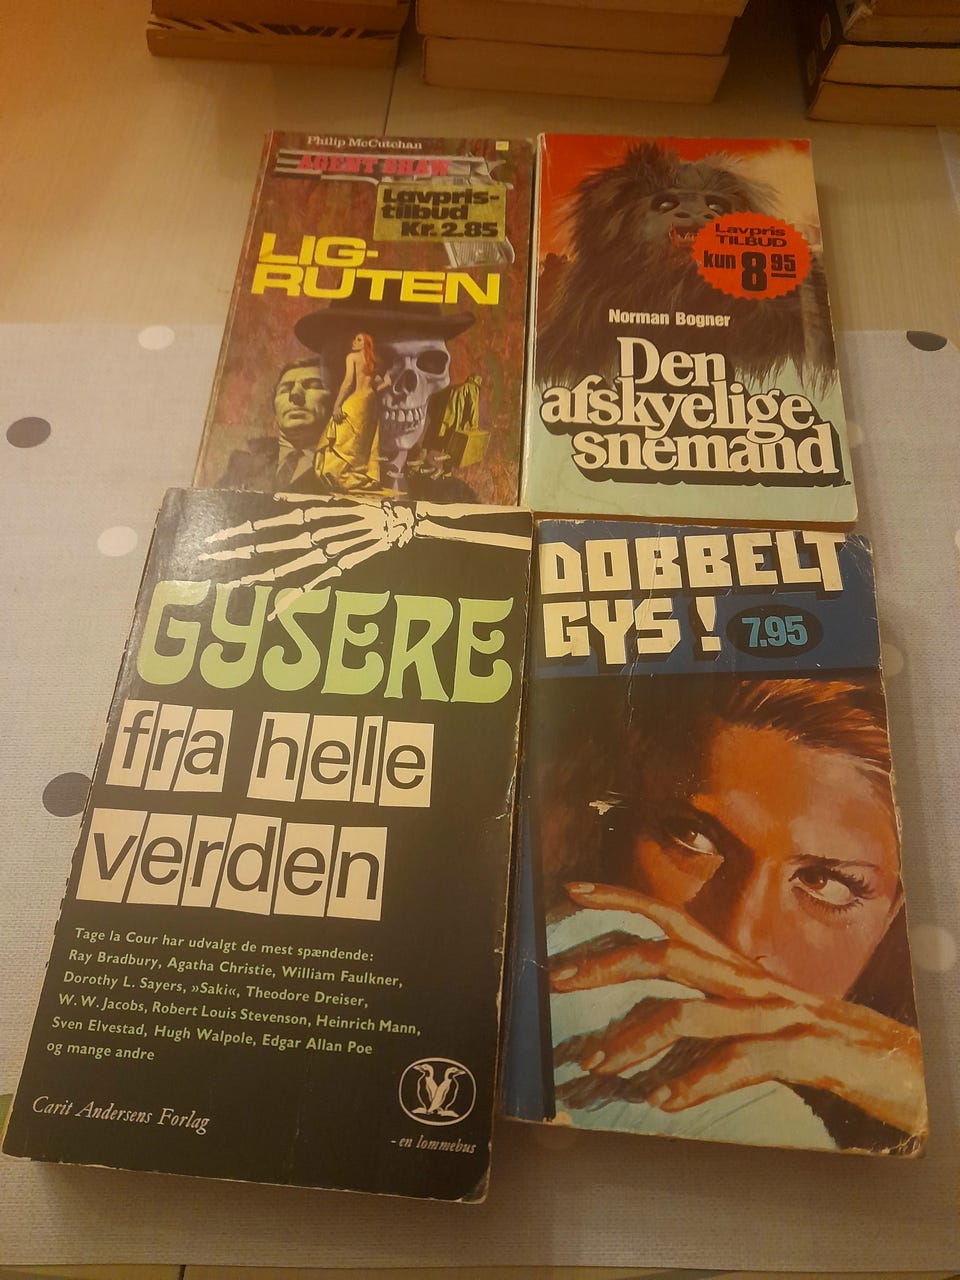 Philip McCutchan
AGENT SHAW
Lavpris-
tilbud
Kr. 2.85
LIG-
RUTEN
Lavpris
TILBUD
kun 8 95
Norman Bogner
Den
afskyelige
snemand
GYSERE
fra hele
verden
Tage la Cour har udvalgt de mest spændende:
Ray Bradbury, Agatha Christie, William Faulkner,
Dorothy L. Sayers, »Saki«, Theodore Dreiser,
W. W. Jacobs, Robert Louis Stevenson, Heinrich Mann,
Sven Elvestad, Hugh Walpole, Edgar Allan Poe
og mange andre
Carit Andersens Forlag
- en lommebus
DOBBELT
GYS!
7.95